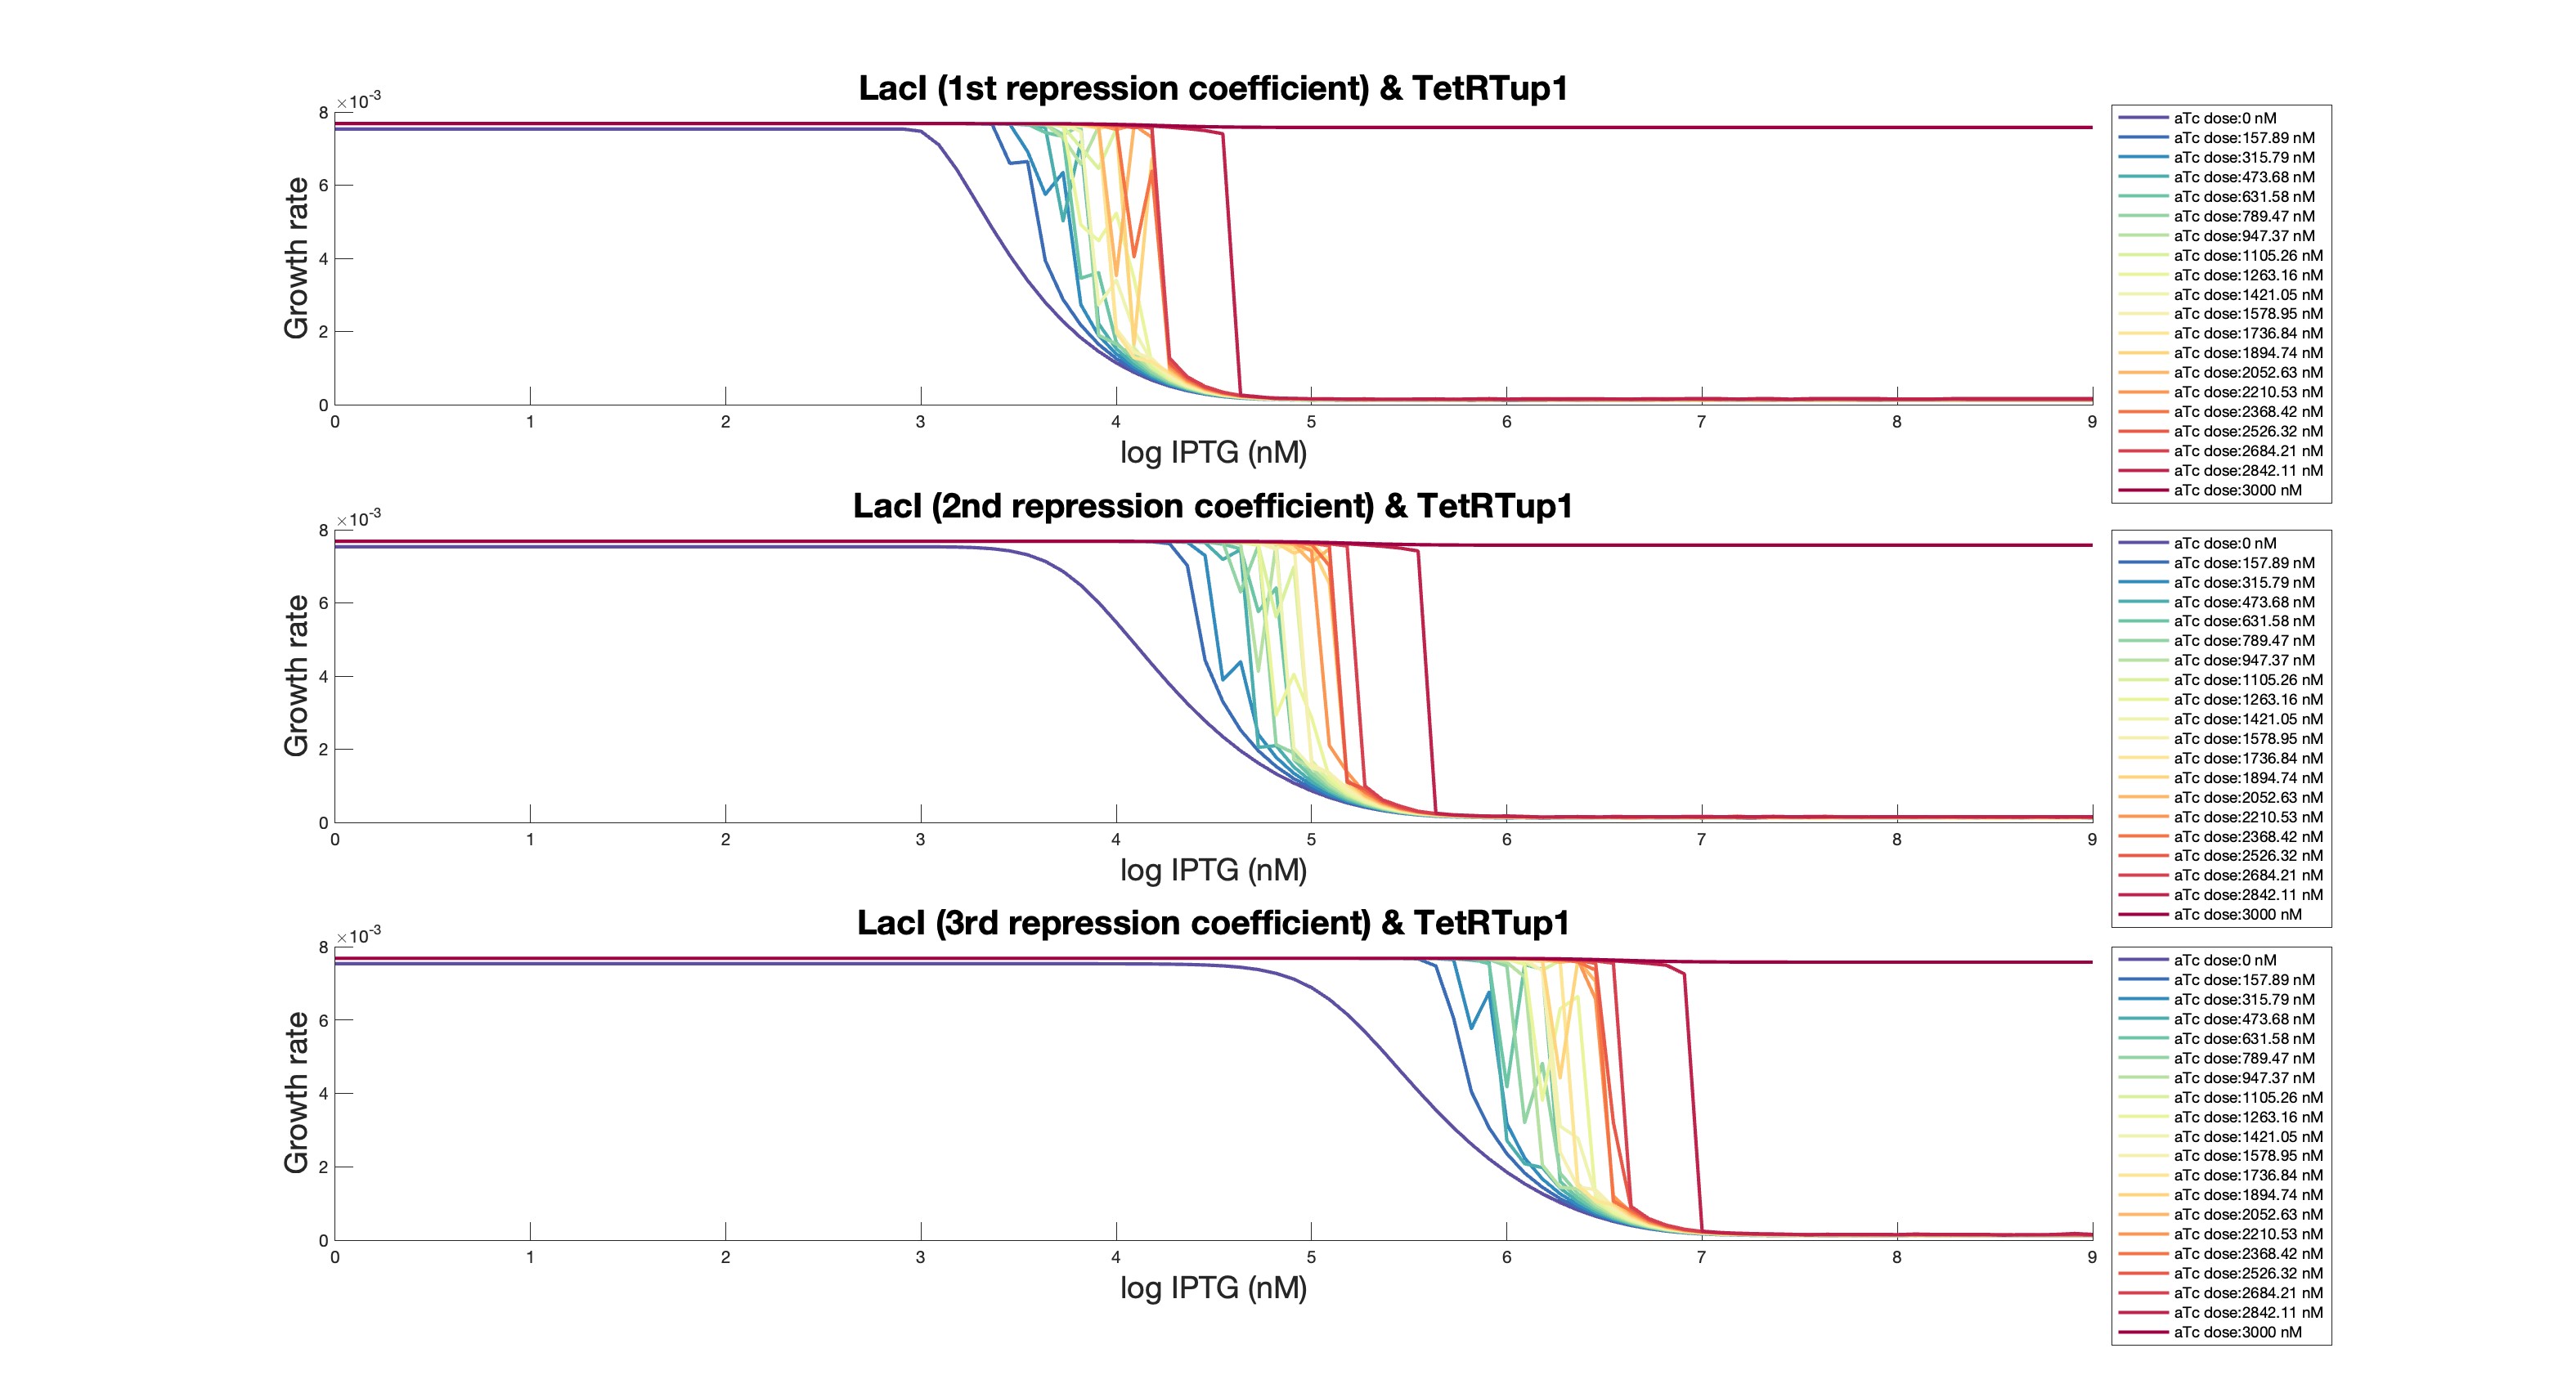 LacI (1st repression coefficient) & TetRTup1
×10-3
8
6
4
2
0
Growth rate
0 1 2 3 4 5 6 7 8 9
log IPTG (nM)
aTc dose:0 nM
aTc dose:157.89 nM
aTc dose:315.79 nM
aTc dose:473.68 nM
aTc dose:631.58 nM
aTc dose:789.47 nM
aTc dose:947.37 nM
aTc dose:1105.26 nM
aTc dose:1263.16 nM
aTc dose:1421.05 nM
aTc dose:1578.95 nM
aTc dose:1736.84 nM
aTc dose:1894.74 nM
aTc dose:2052.63 nM
aTc dose:2210.53 nM
aTc dose:2368.42 nM
aTc dose:2526.32 nM
aTc dose:2684.21 nM
aTc dose:2842.11 nM
aTc dose:3000 nM
LacI (2nd repression coefficient) & TetRTup1
×10-3
8
6
4
2
0
Growth rate
0 1 2 3 4 5 6 7 8 9
log IPTG (nM)
aTc dose:0 nM
aTc dose:157.89 nM
aTc dose:315.79 nM
aTc dose:473.68 nM
aTc dose:631.58 nM
aTc dose:789.47 nM
aTc dose:947.37 nM
aTc dose:1105.26 nM
aTc dose:1263.16 nM
aTc dose:1421.05 nM
aTc dose:1578.95 nM
aTc dose:1736.84 nM
aTc dose:1894.74 nM
aTc dose:2052.63 nM
aTc dose:2210.53 nM
aTc dose:2368.42 nM
aTc dose:2526.32 nM
aTc dose:2684.21 nM
aTc dose:2842.11 nM
aTc dose:3000 nM
LacI (3rd repression coefficient) & TetRTup1
×10-3
8
6
4
2
0
Growth rate
0 1 2 3 4 5 6 7 8 9
log IPTG (nM)
aTc dose:0 nM
aTc dose:157.89 nM
aTc dose:315.79 nM
aTc dose:473.68 nM
aTc dose:631.58 nM
aTc dose:789.47 nM
aTc dose:947.37 nM
aTc dose:1105.26 nM
aTc dose:1263.16 nM
aTc dose:1421.05 nM
aTc dose:1578.95 nM
aTc dose:1736.84 nM
aTc dose:1894.74 nM
aTc dose:2052.63 nM
aTc dose:2210.53 nM
aTc dose:2368.42 nM
aTc dose:2526.32 nM
aTc dose:2684.21 nM
aTc dose:2842.11 nM
aTc dose:3000 nM